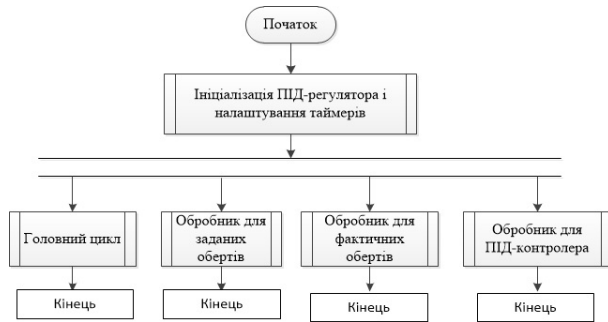 Початок
Ініціалізація ПІД-регулятора і
налаштування таймерів
Головний цикл
Обробник для
заданих
обертів
Обробник для
фактичних
обертів
Обробник для
ПІД-контролера
Кінець
Кінець
Кінець
Кінець